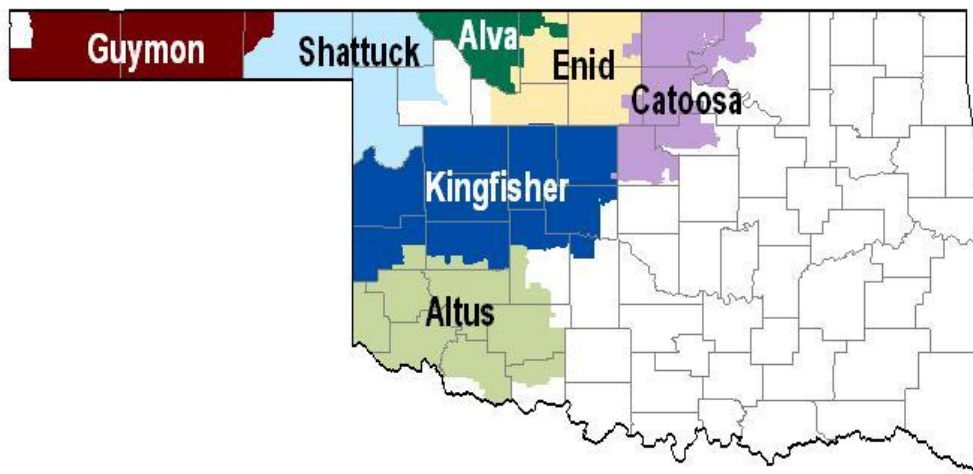 Guymon
Shattuck
Alva
Enid
Catoosa
Kingfisher
Altus